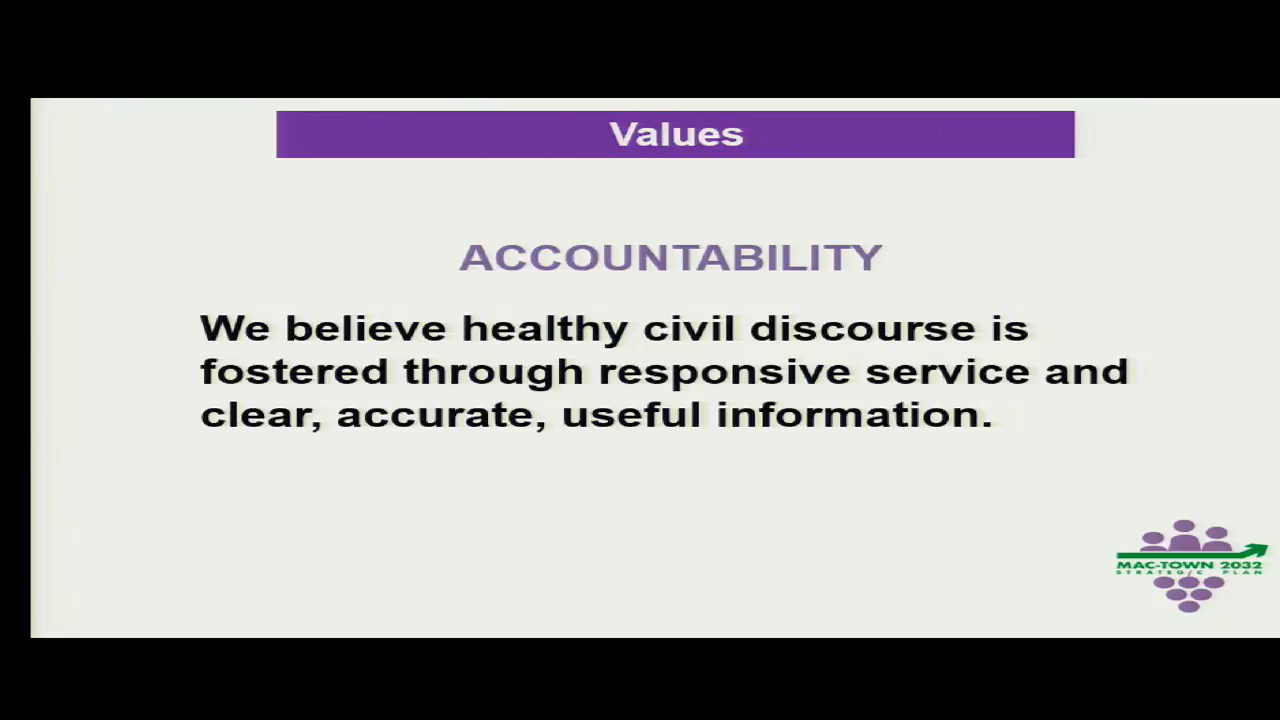 Values
ACCOUNTABILITY
We believe healthy civil discourse is
fostered through responsive service and
clear, accurate, useful information.
MAC-TOWN 2032
STRATEGIC PLAN